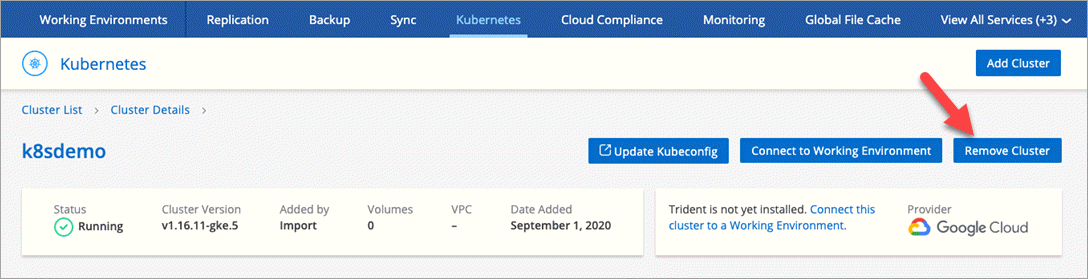 Working Environments Replication Backup Sync Kubernetes Cloud Compliance Monitoring Global File Cache View All Services (+3)
Kubernetes Add Cluster
Cluster List > Cluster Details >
k8sdemo Update Kubeconfig Connect to Working Environment Remove Cluster
Status Cluster Version Added by Volumes VPC Date Added
Running v1.16.11-gke.5 Import 0 – September 1, 2020
Trident is not yet installed. Connect this
cluster to a Working Environment.
Provider
Google Cloud